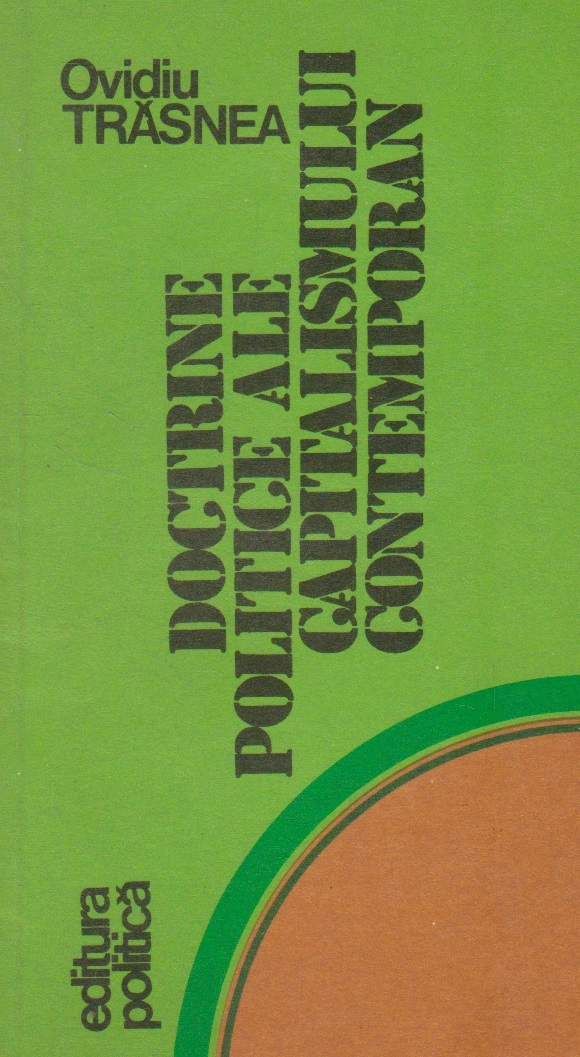 Ovidiu
TRĂSNEA
DOCTRINE
POLITICE ALE
CAPITALISMULUI
CONTEMPORAN
editura
politică